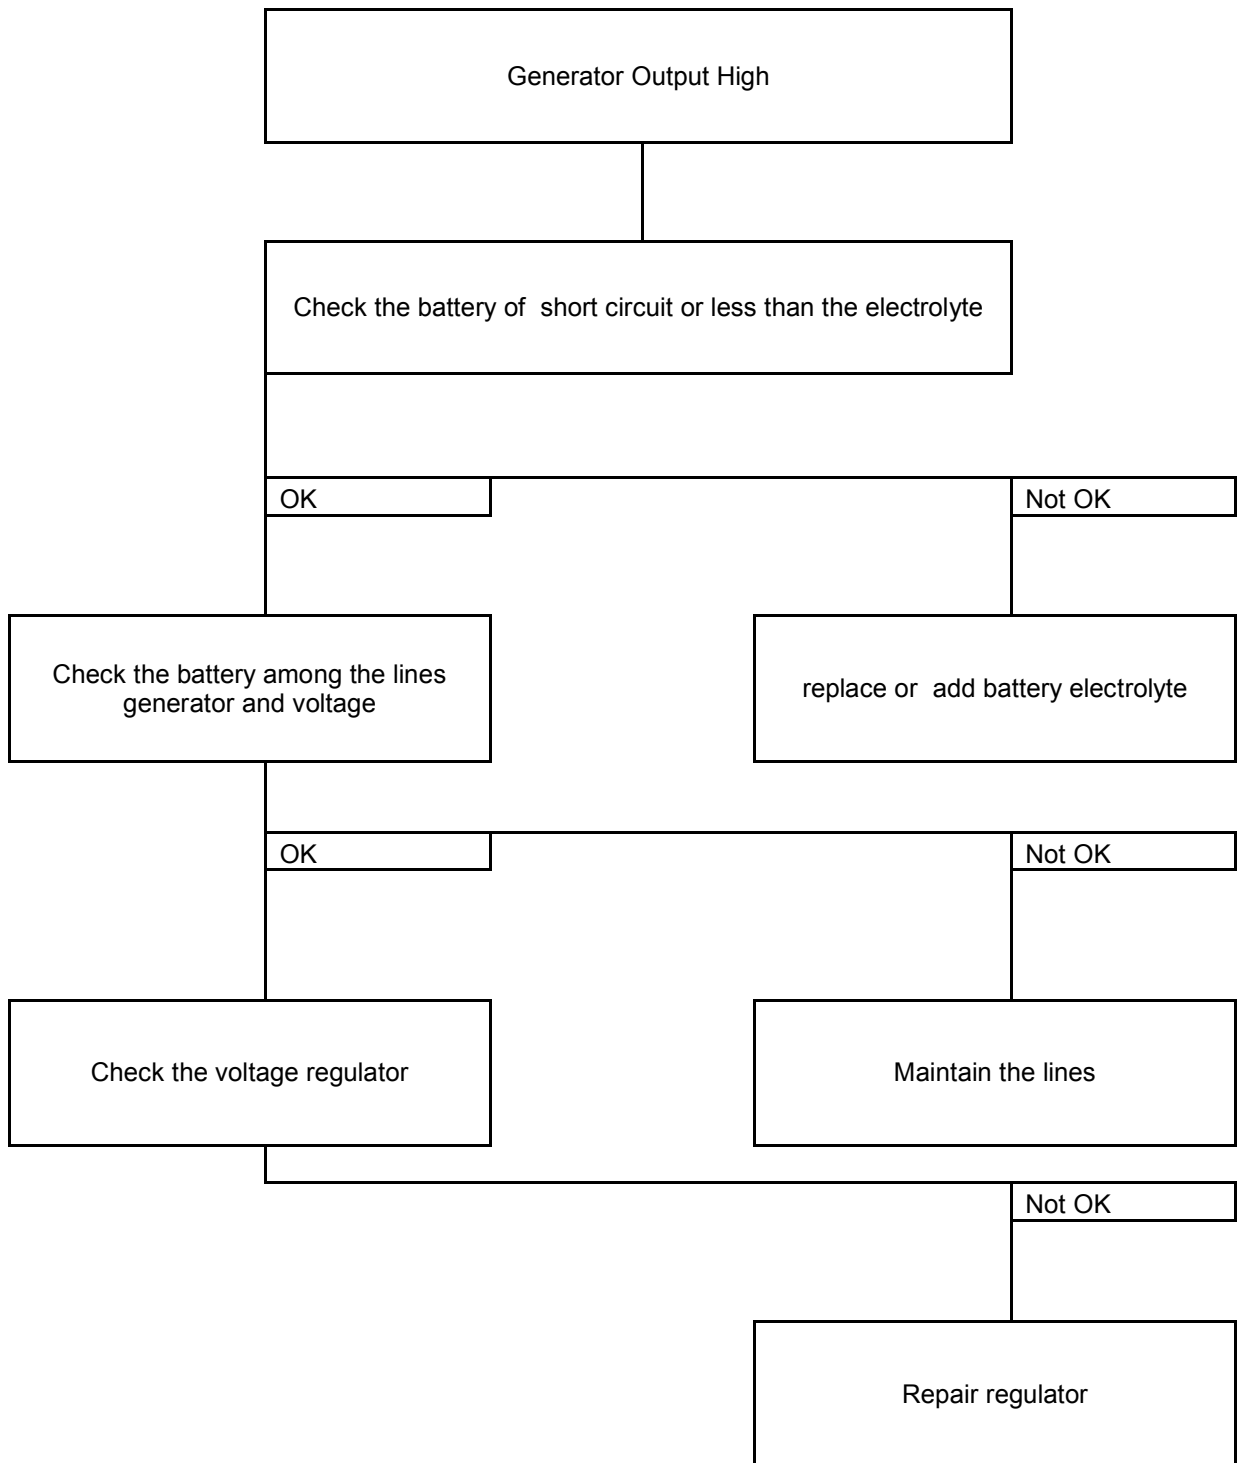 Generator Output High
Check the battery of  short circuit or less than the electrolyte
OK
Not OK
Check the battery among the lines
generator and voltage
replace or  add battery electrolyte
OK
Not OK
Check the voltage regulator
Maintain the lines
Not OK
Repair regulator